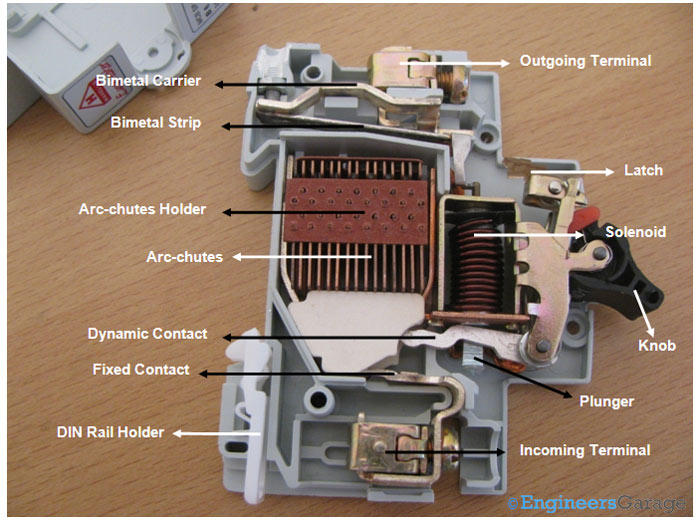 Outgoing Terminal
Bimetal Carrier
Bimetal Strip
Latch
Arc-chutes Holder
Solenoid
Arc-chutes
Dynamic Contact
Knob
Fixed Contact
Plunger
DIN Rail Holder
Incoming Terminal
©EngineersGarage